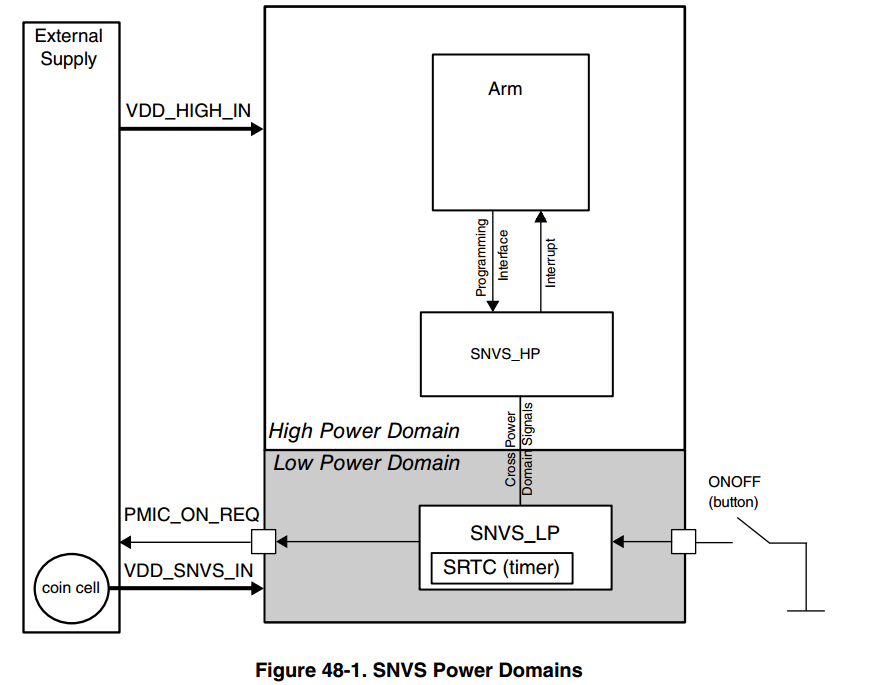 External
Supply
VDD_HIGH_IN
Arm
Programming
Interface
Interrupt
SNVS_HP
High Power Domain
Cross Power
Domain Signals
Low Power Domain
ONOFF
(button)
PMIC_ON_REQ
SNVS_LP
SRTC (timer)
VDD_SNVS_IN
coin cell
Figure 48-1. SNVS Power Domains